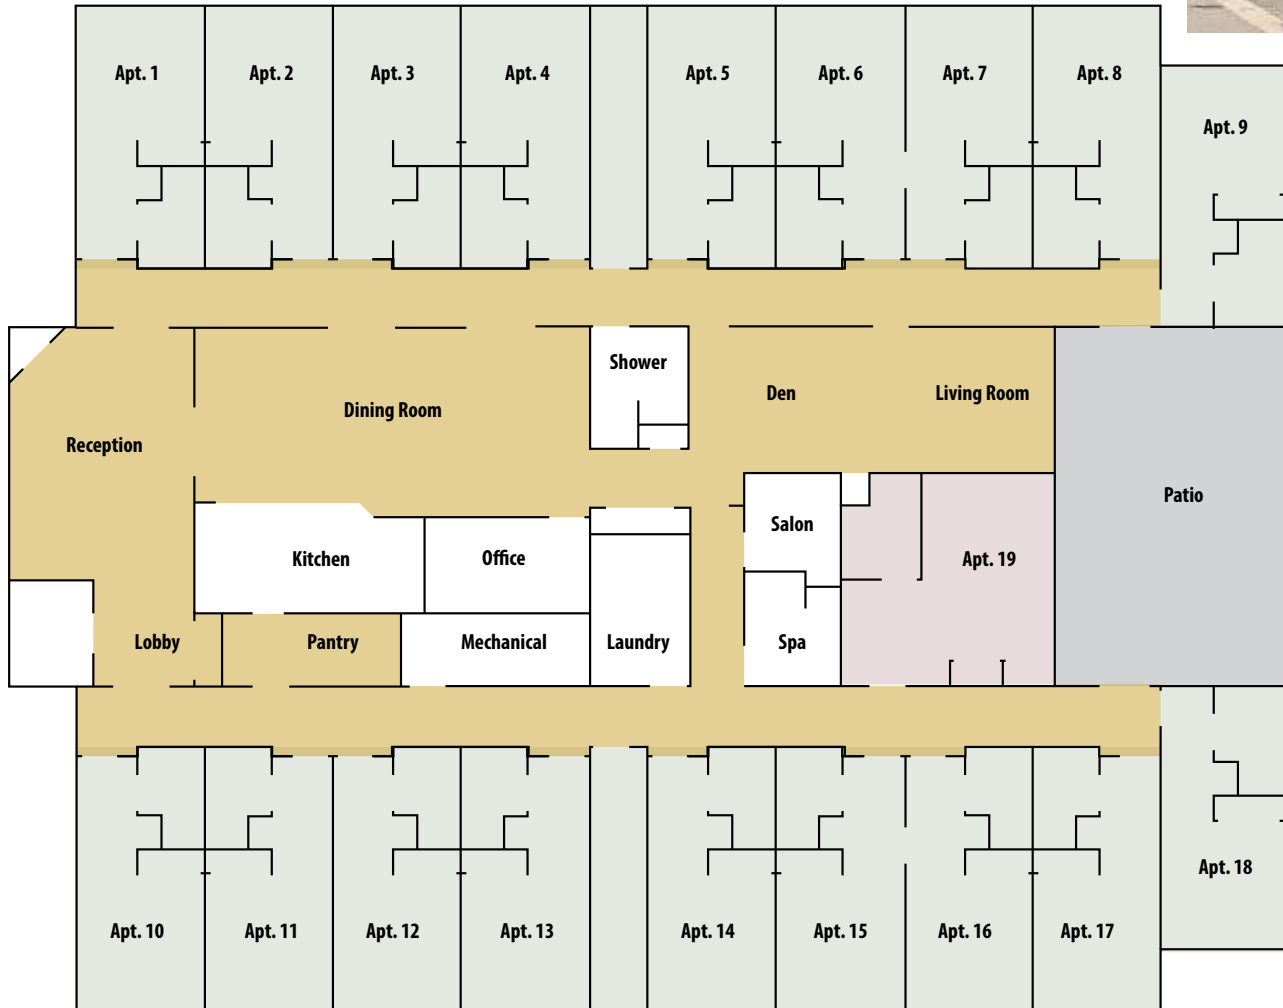 Apt. 1
Apt. 2
Apt. 3
Apt. 4
Apt. 5
Apt. 6
Apt. 7
Apt. 8
Apt. 9
Shower
Dining Room
Den
Living Room
Reception
Patio
Salon
Kitchen
Office
Apt. 19
Lobby
Pantry
Mechanical
Laundry
Spa
Apt. 18
Apt. 10
Apt. 11
Apt. 12
Apt. 13
Apt. 14
Apt. 15
Apt. 16
Apt. 17